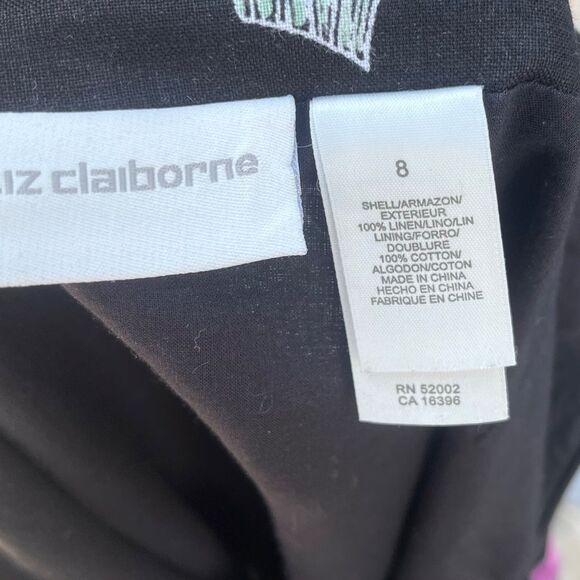 liz claiborne
8
SHELL/ARMAZON/
EXTERIEUR
100% LINEN/LINO/LIN
LINING/FORRO/
DOUBLURE
100% COTTON/
ALGODON/COTON
MADE IN CHINA
HECHO EN CHINA
FABRIQUE EN CHINE
RN 52002
CA 16396